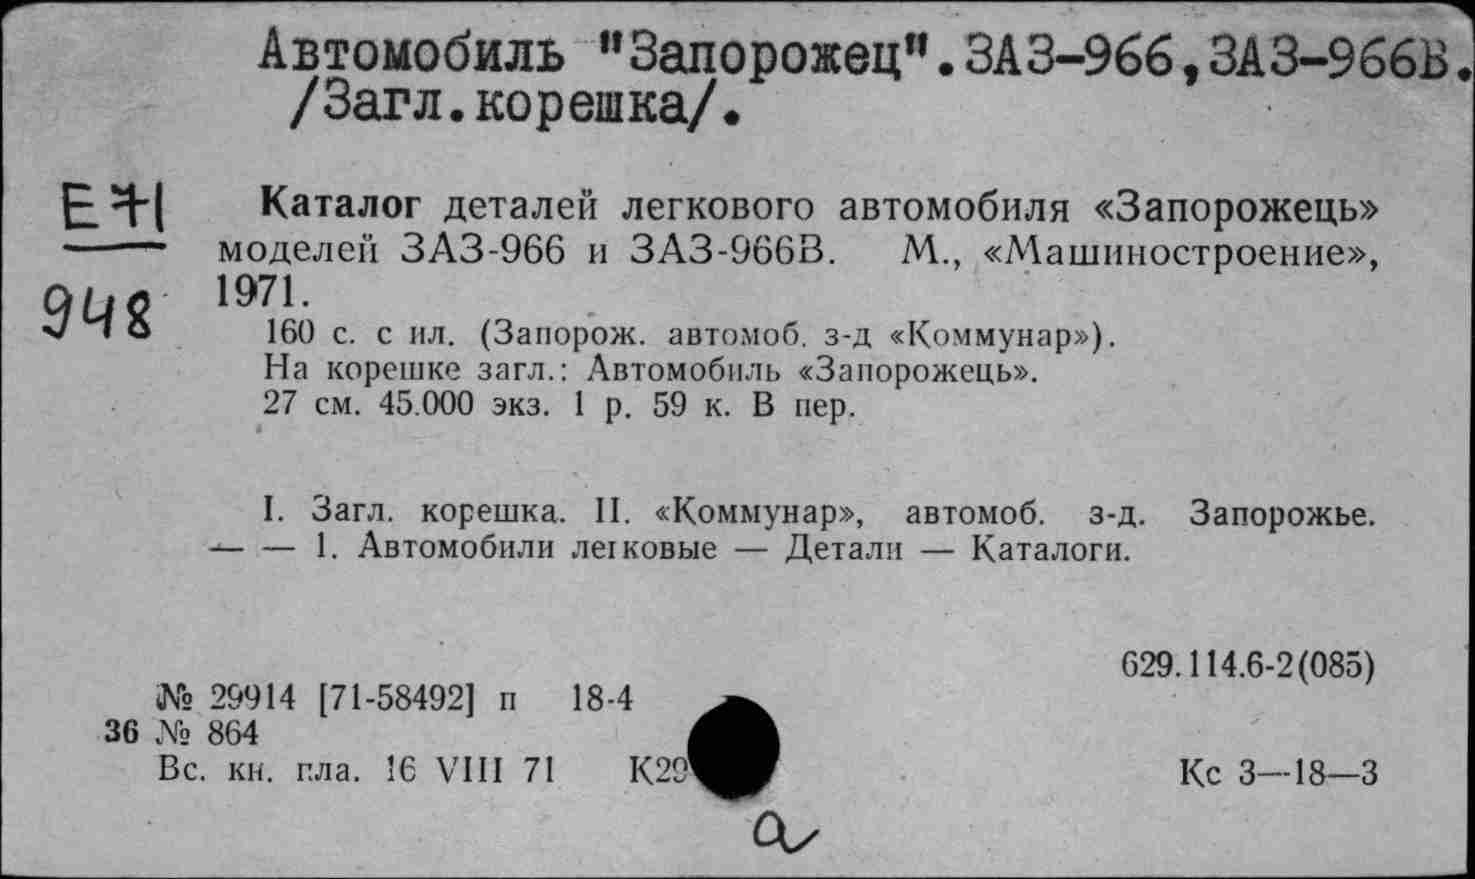 Автомобиль "Запорожец". ЗАЗ-966, ЗАЗ-966В.
/Загл. корешка/.
Е 71
948
Каталог деталей легкового автомобиля «Запорожець»
моделей ЗАЗ-966 и ЗАЗ-966В. М., «Машиностроение»,
1971.
160 с. с ил. (Запорож. автомоб. з-д «Коммунар»).
На корешке загл.: Автомобиль «Запорожець».
27 см. 45.000 экз. 1 р. 59 к. В пер.
I. Загл. корешка. II. «Коммунар», автомоб. з-д. Запорожье.
— — 1. Автомобили легковые — Детали — Каталоги.
629.114.6-2(085)
№ 29914 [71-58492] п 18-4
36 № 864
Вс. кн. п.ла. 16 VIII 71 К29 Кс 3—18—3